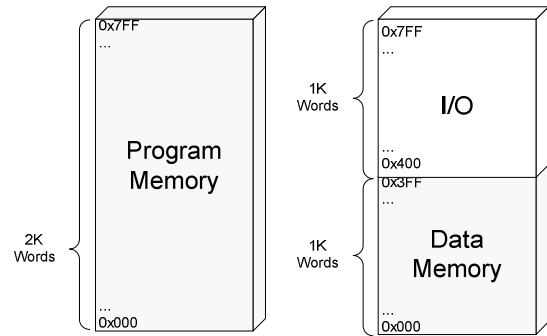 0x7FF
...
Program
Memory
2K
Words
...
0x000
0x7FF
...
1K
Words
I/O
...
0x400
0x3FF
...
1K
Words
Data
Memory
...
0x000